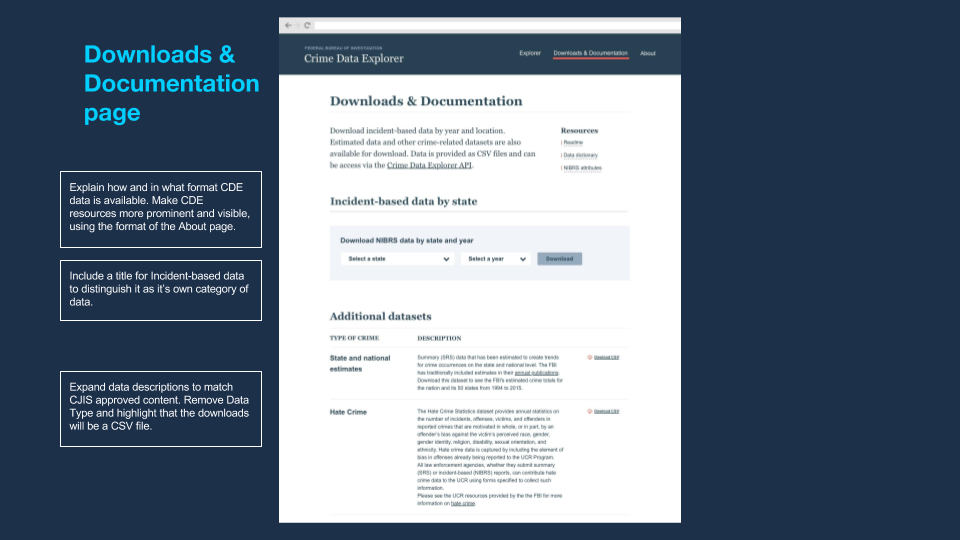 Downloads &
Documentation
page
Explain how and in what format CDE
data is available. Make CDE
resources more prominent and visible,
using the format of the About page.
Include a title for Incident-based data
to distinguish it as it's own category of
data.
Expand data descriptions to match
CJIS approved content. Remove Data
Type and highlight that the downloads
will be a CSV file.
FEDERAL BUREAU OF INVESTIGATION
Crime Data Explorer
Explorer Downloads & Documentation About
Downloads & Documentation
Download incident-based data by year and location.
Estimated data and other crime-related datasets are also
available for download. Data is provided as CSV files and can
be access via the Crime Data Explorer API.
Resources
Readme
Data dictionary
NIBRS attributes
Incident-based data by state
Download NIBRS data by state and year
Select a state Select a year Download
Additional datasets
TYPE OF CRIME DESCRIPTION
State and national
estimates
Summary (SRS) data that has been estimated to create trends
for crime occurrences on the state and national level. The FBI
has traditionally included estimates in their annual publications.
Download this dataset to see the FBI's estimated crime totals for
the nation and its 50 states from 1994 to 2015.
Download CSV
Hate Crime
The Hate Crime Statistics dataset provides annual statistics on
the number of incidents, offenses, victims, and offenders in
reported crimes that are motivated in whole, or in part, by an
offender's bias against the victim's perceived race, gender,
gender identity, religion, disability, sexual orientation, and
ethnicity. Hate crime data is captured by including the element of
bias in offenses already being reported to the UCR Program.
All law enforcement agencies, whether they submit summary
(SRS) or incident-based (NIBRS) reports, can contribute hate
crime data to the UCR using forms specified to collect such
information.
Please see the UCR resources provided by the the FBI for more
information on hate crime.
Download CSV